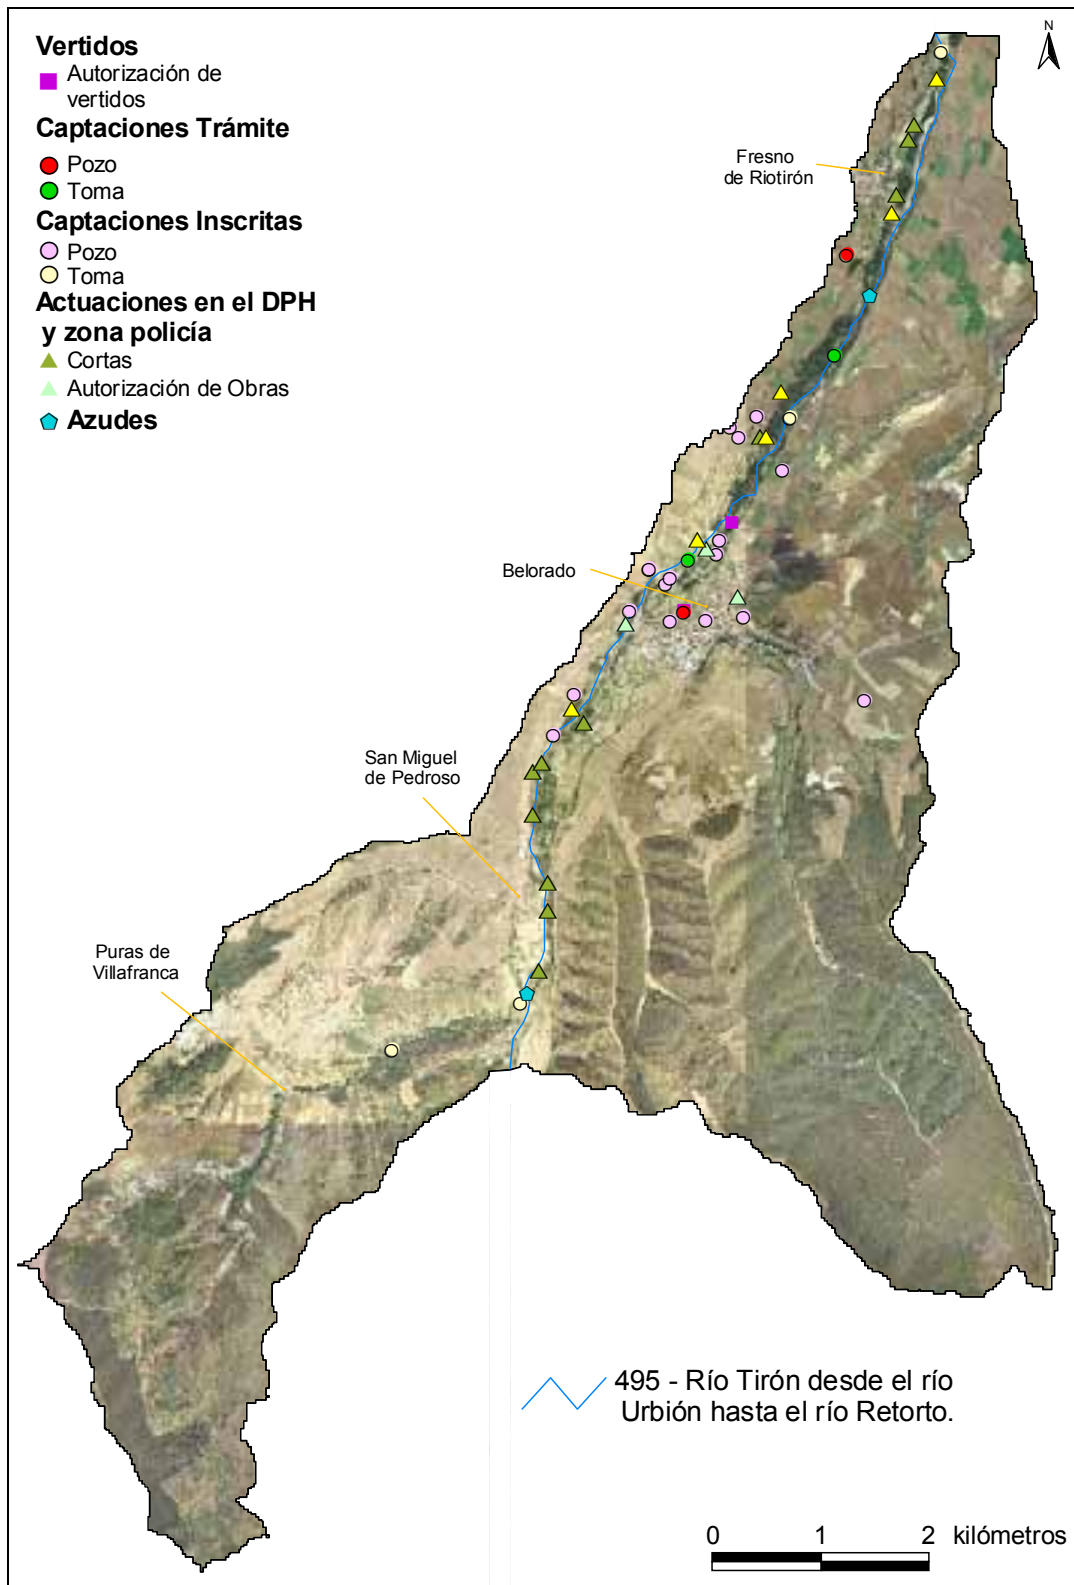 Vertidos
Autorización de
vertidos
Captaciones Trámite
Pozo
Toma
Captaciones Inscritas
Pozo
Toma
Actuaciones en el DPH
y zona policía
Cortas
Autorización de Obras
Azudes
N
Fresno
de Riotirón
Belorado
San Miguel
de Pedroso
Puras de
Villafranca
495 - Río Tirón desde el río
Urbión hasta el río Retorto.
0 1 2 kilómetros